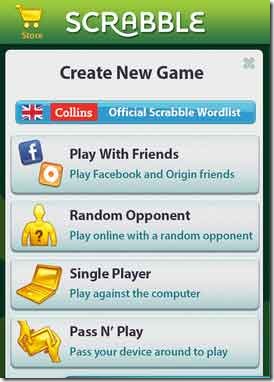 SCRABBLE
Store
Create New Game
Collins Official Scrabble Wordlist
Play With Friends
Play Facebook and Origin friends
Random Opponent
Play online with a random opponent
Single Player
Play against the computer
Pass N' Play
Pass your device around to play